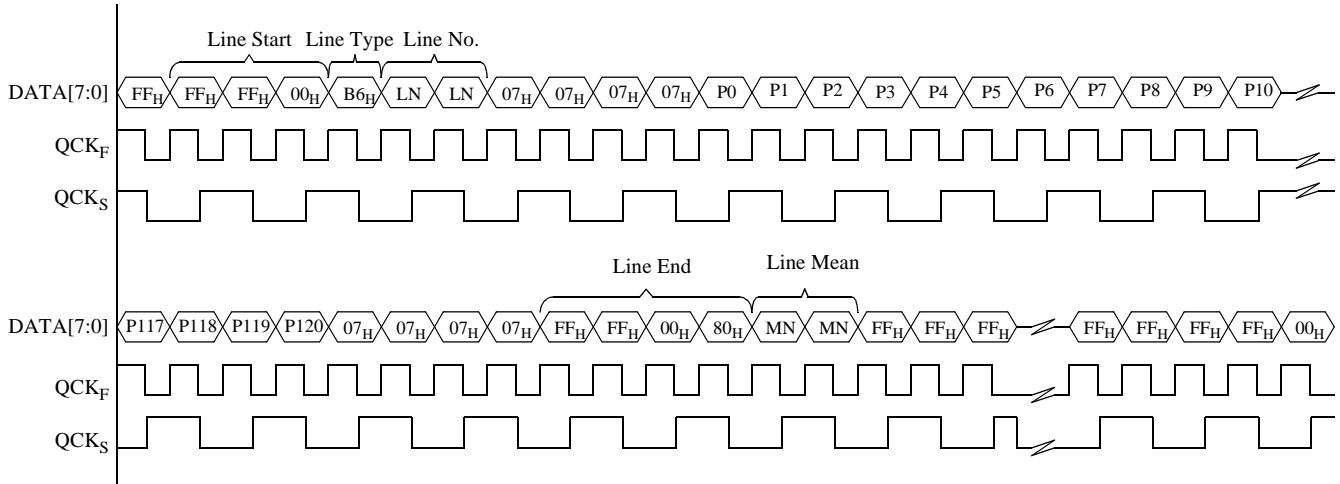 Line Start Line Type Line No.
DATA[7:0] FFH FFH FFH 00H B6H LN LN 07H 07H 07H 07H P0 P1 P2 P3 P4 P5 P6 P7 P8 P9 P10
QCKF
QCKS
Line End Line Mean
DATA[7:0] P117 P118 P119 P120 07H 07H 07H 07H FFH FFH 00H 80H MN MN FFH FFH FFH FFH FFH FFH FFH 00H
QCKF
QCKS